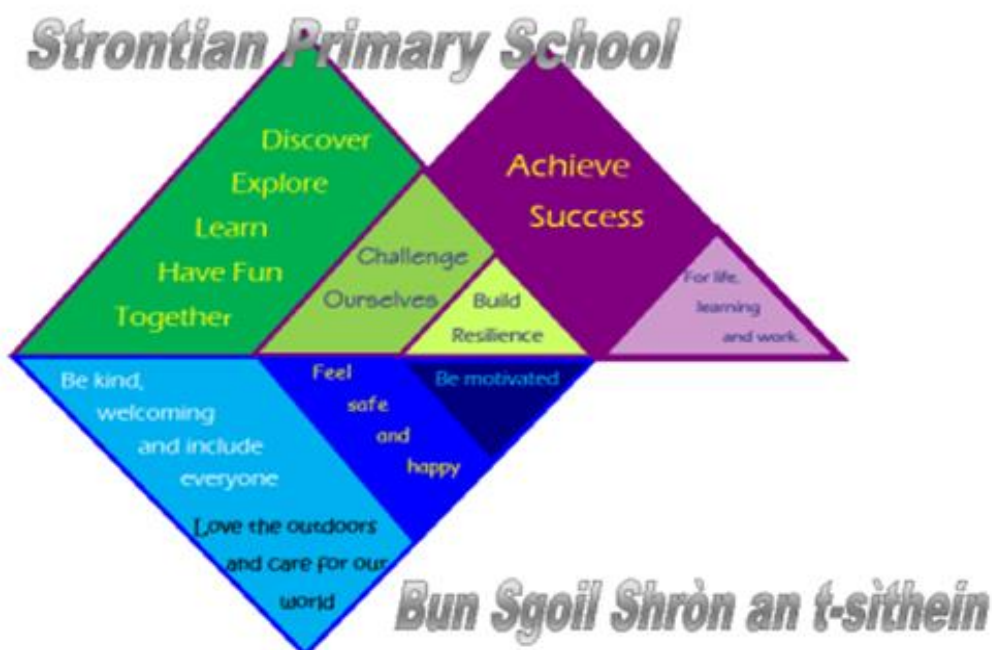 Strontian Primary School
Discover
Explore
Learn
Have Fun
Together
Challenge
Ourselves
Build
Resilience
Achieve
Success
For life,
learning
and work.
Be kind,
welcoming
and include
everyone
Love the outdoors
and care for our
world
Feel
safe
and
happy
Be motivated
Bun Sgoil Shròn an t-sìthein